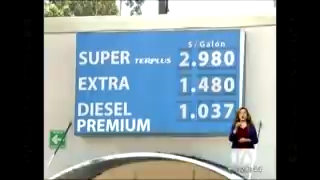 $/Galón
SUPER TERPLUS 2.980
EXTRA 1.480
DIESEL 1.037
PREMIUM